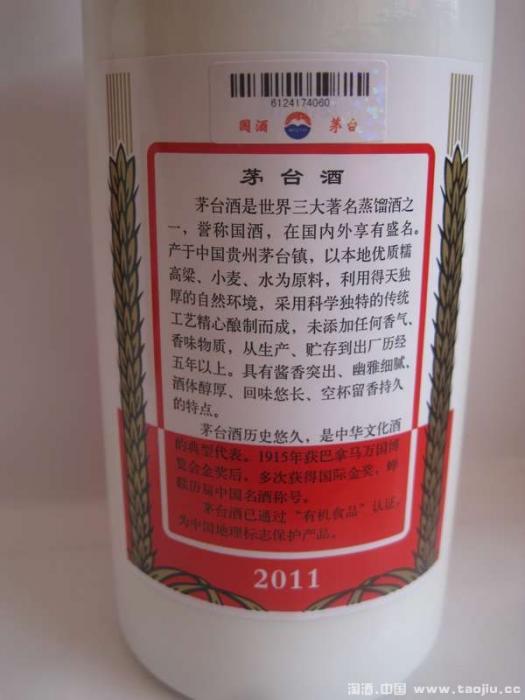 6124174060
国酒 茅台
茅台酒
茅台酒是世界三大著名蒸馏酒之
一，誉称国酒，在国内外享有盛名。
产于中国贵州茅台镇，以本地优质糯
高粱、小麦、水为原料，利用得天独
厚的自然环境，采用科学独特的传统
工艺精心酿制而成，未添加任何香气、
香味物质，从生产、贮存到出厂历经
五年以上。具有酱香突出、幽雅细腻、
酒体醇厚、回味悠长、空杯留香持久
的特点。
茅台酒历史悠久，是中华文化酒
的典型代表。1915年获巴拿马万国博
览会金奖后，多次获得国际金奖，蝉
联历届中国名酒称号。
茅台酒已通过“有机食品”认证，
为中国地理标志保护产品。
2011
淘酒.中国 www.taojiu.cc